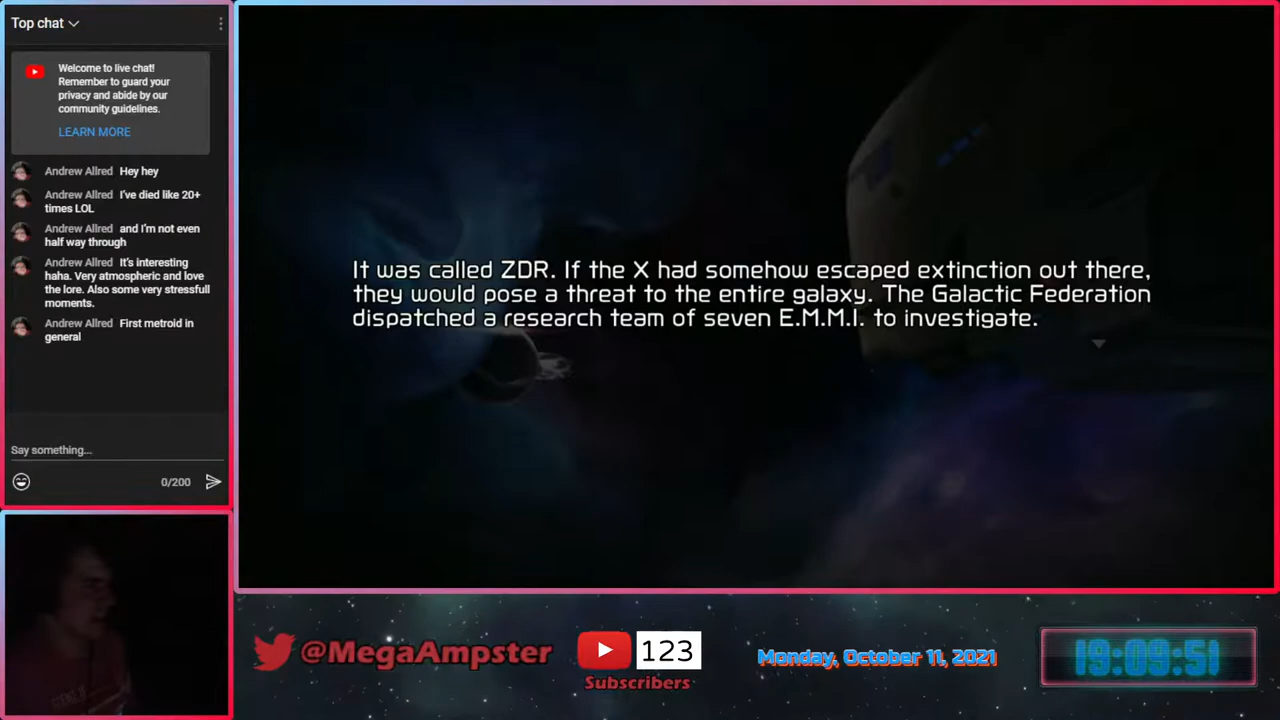 Top chat
Welcome to live chat!
Remember to guard your
privacy and abide by our
community guidelines.
LEARN MORE
Andrew Allred Hey hey
Andrew Allred I've died like 20+
times LOL
Andrew Allred and I'm not even
half way through
Andrew Allred It's interesting
haha. Very atmospheric and love
the lore. Also some very stressfull
moments.
Andrew Allred First metroid in
general
Say something...
0/200
It was called ZDR. If the X had somehow escaped extinction out there,
they would pose a threat to the entire galaxy. The Galactic Federation
dispatched a research team of seven E.M.M.I. to investigate.
@MegaAmpster
123
Subscribers
Monday, October 11, 2021
19:09:51